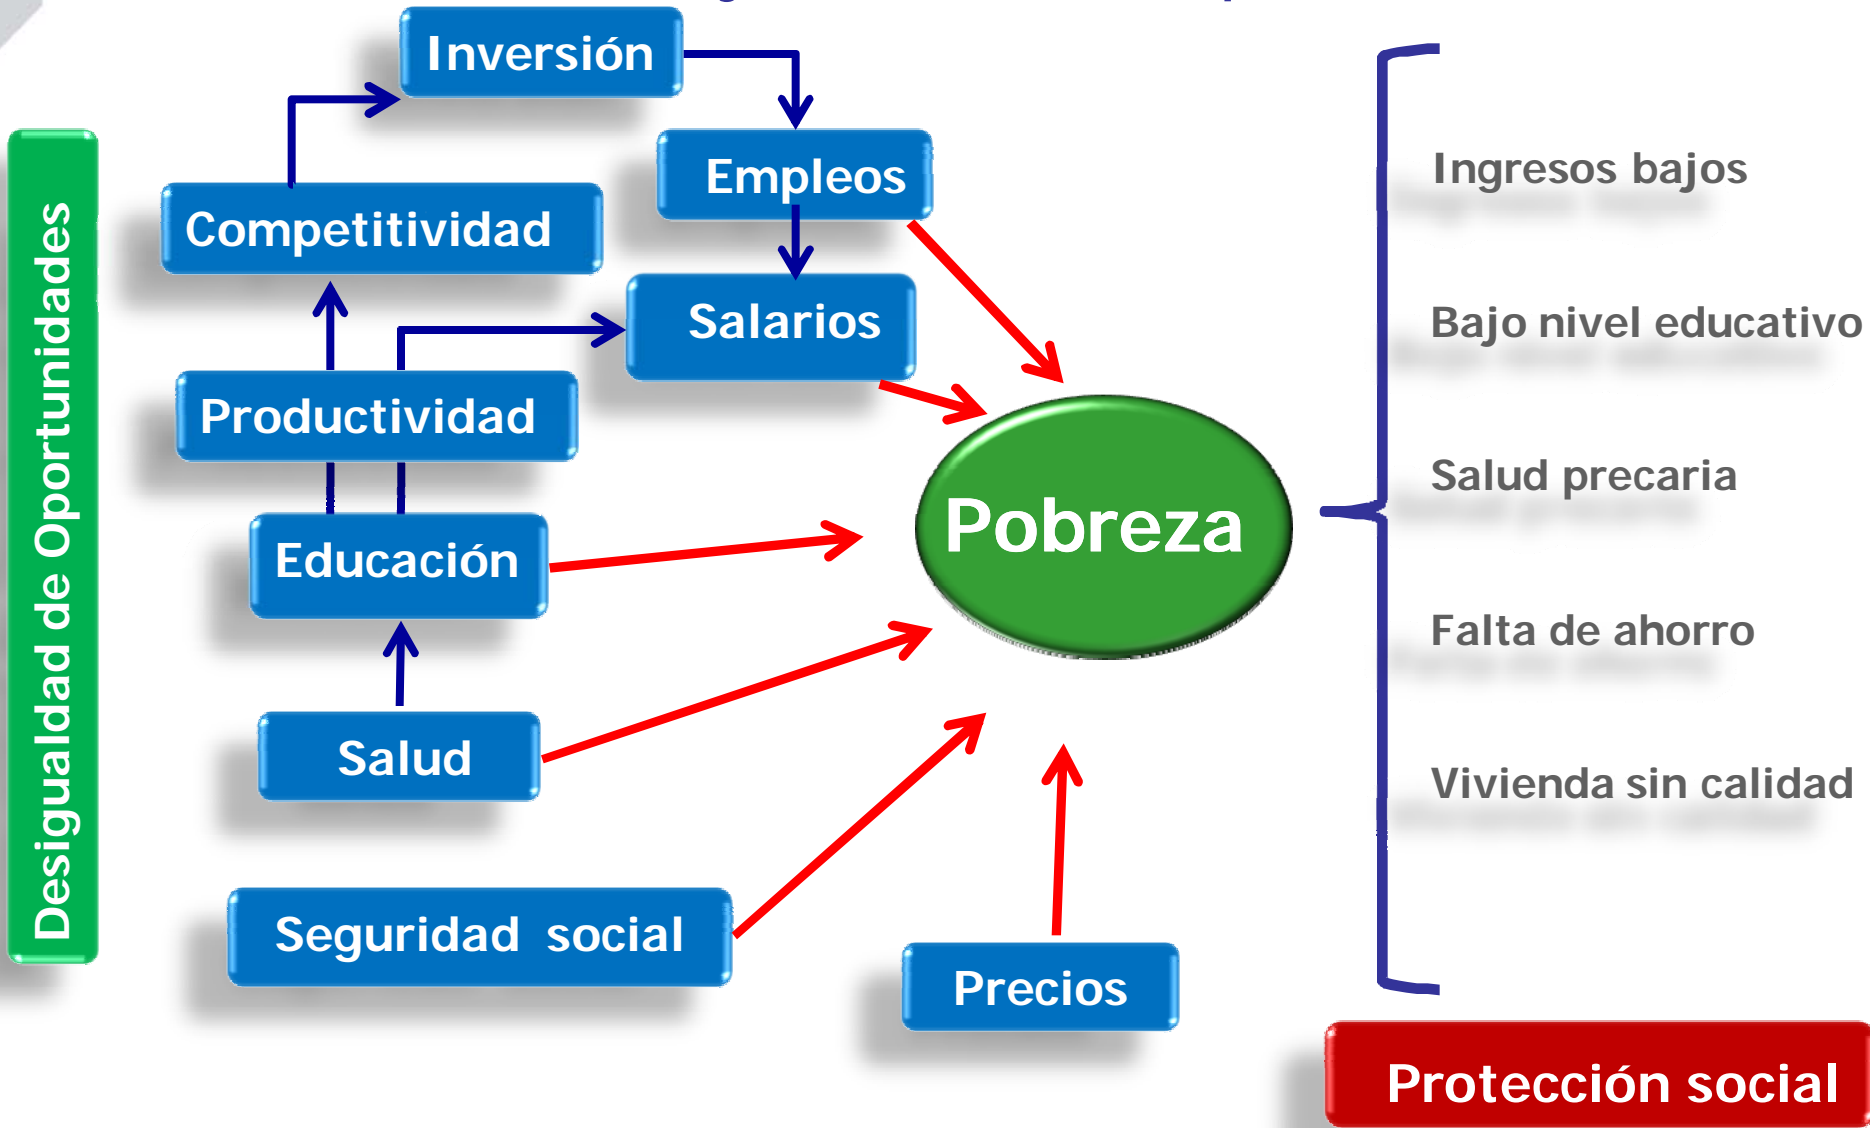 Inversión
Empleos
Competitividad
Salarios
Productividad
Educación
Salud
Seguridad social
Precios
Desigualdad de Oportunidades
Pobreza
Ingresos bajos
Bajo nivel educativo
Salud precaria
Falta de ahorro
Vivienda sin calidad
Protección social